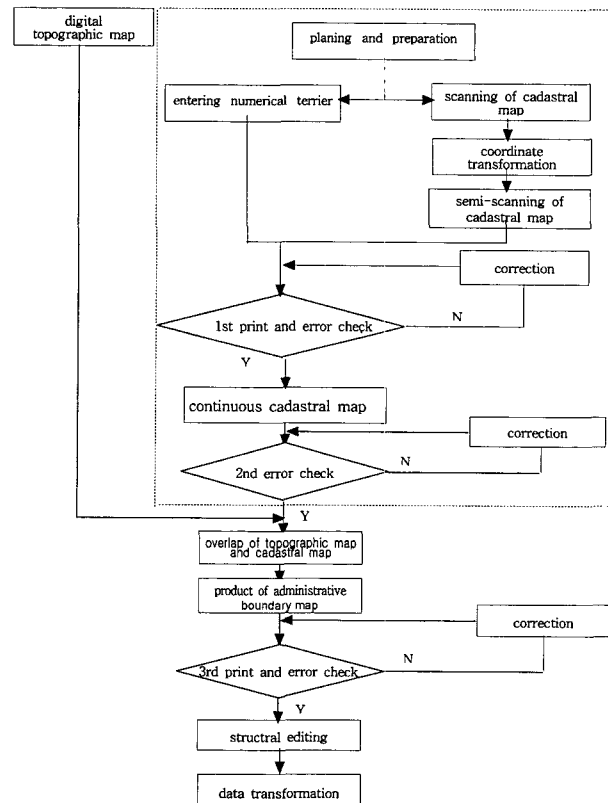 digital
topographic map
planing and preparation
entering numerical terrier
scanning of cadastral
map
coordinate
transformation
semi-scanning of
cadastral map
correction
1st print and error check
N
Y
continuous cadastral map
correction
2nd error check
N
Y
overlap of topographic map
and cadastral map
product of administrative
boundary map
correction
3rd print and error check
N
Y
structral editing
data transformation